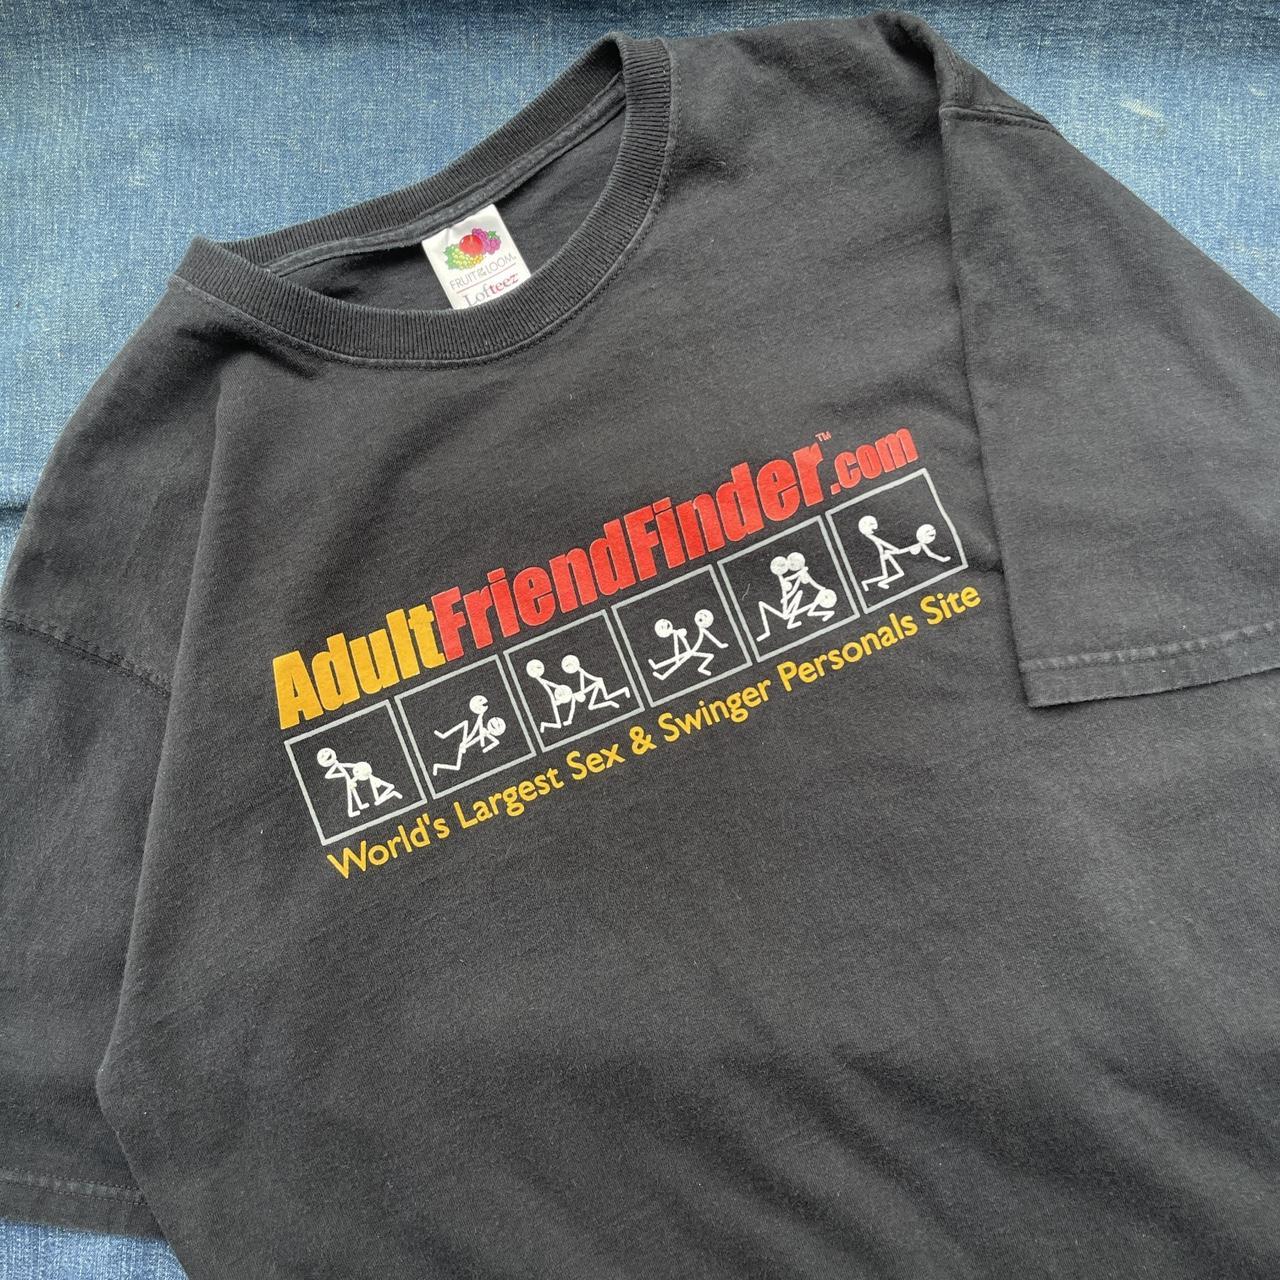 FRUIT OF THE LOOM
Lofteez
AdultFriendFinder™.com
World's Largest Sex & Swinger Personals Site